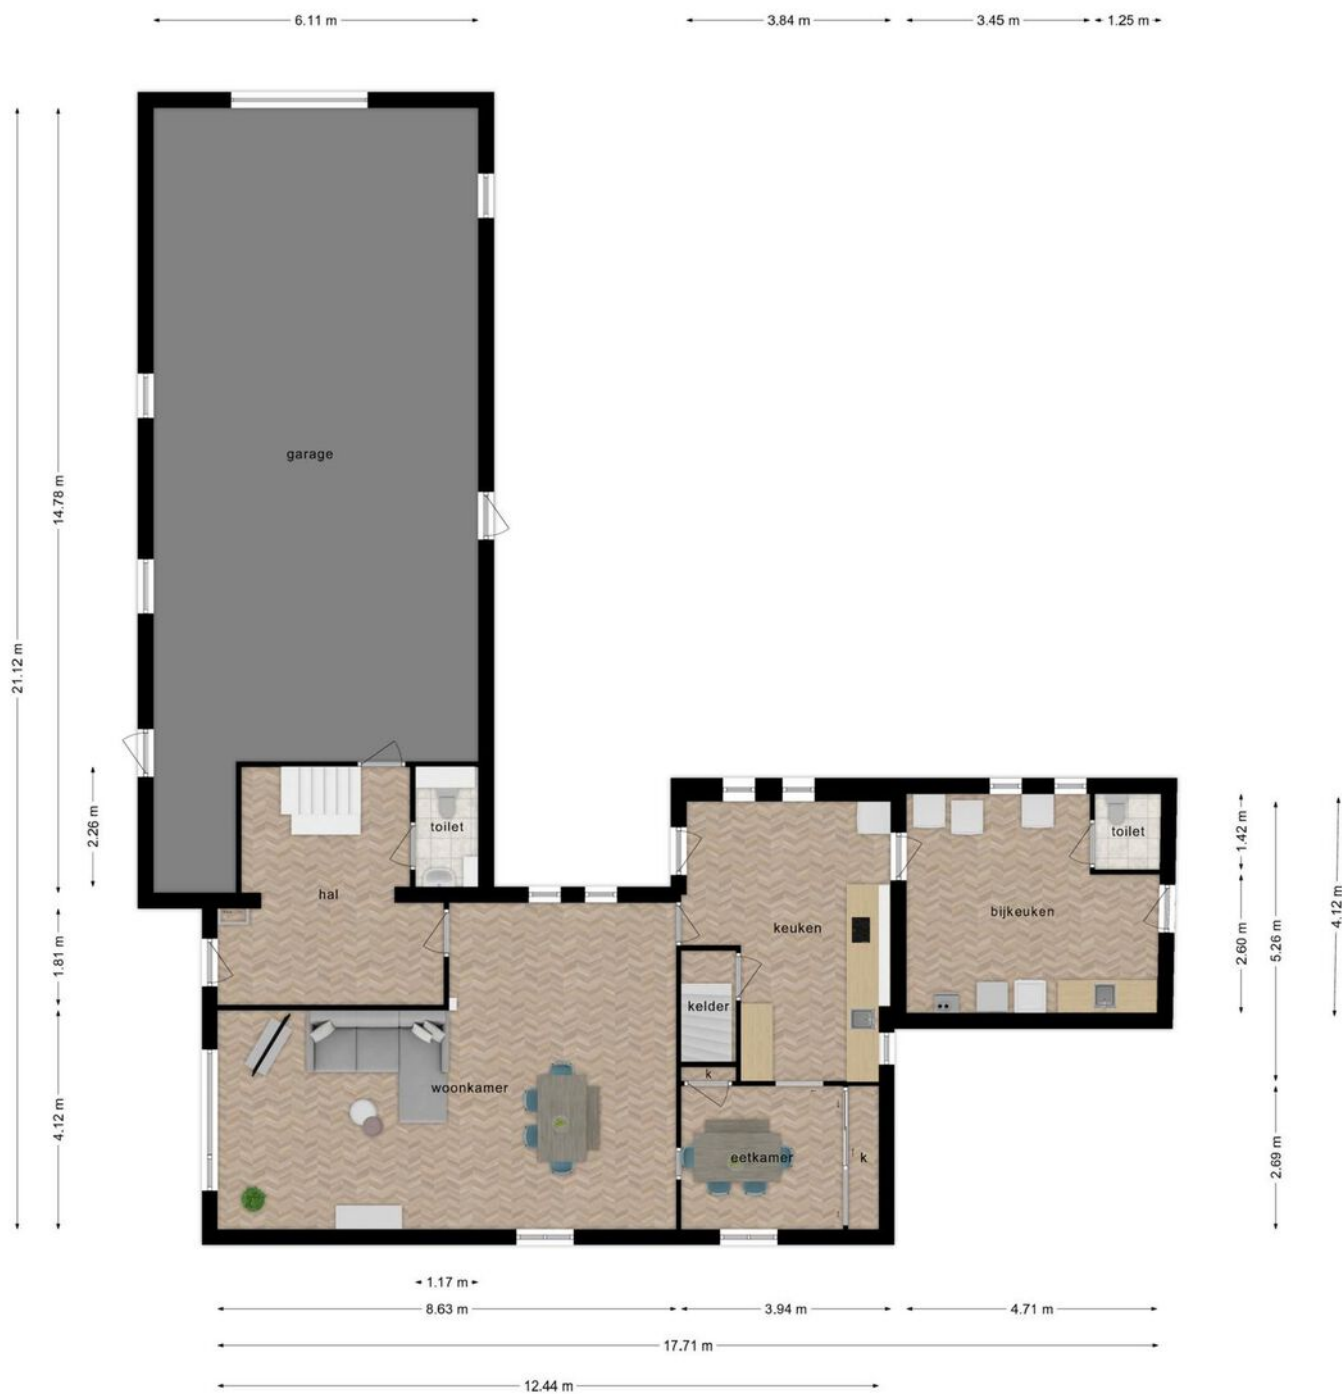 6.11 m
3.84 m
3.45 m
1.25 m
garage
14.78 m
21.12 m
2.26 m
toilet
toilet
1.42 m
4.12 m
hal
bijkeuken
keuken
5.26 m
2.60 m
1.81 m
kelder
k
woonkamer
4.12 m
eetkamer
k
2.69 m
1.17 m
8.63 m
3.94 m
4.71 m
17.71 m
12.44 m